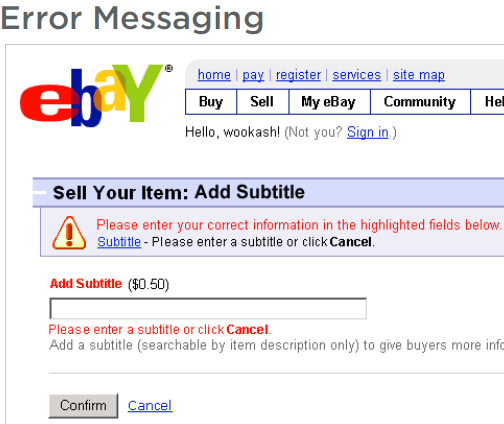 Error Messaging
ebaY®
home | pay | register | services | site map
Buy Sell My eBay Community
Hello, wookash! (Not you? Sign in.)
Sell Your Item: Add Subtitle
Please enter your correct information in the highlighted fields below.
Subtitle - Please enter a subtitle or click Cancel.
Add Subtitle ($0.50)
Please enter a subtitle or click Cancel.
Add a subtitle (searchable by item description only) to give buyers more
Confirm Cancel